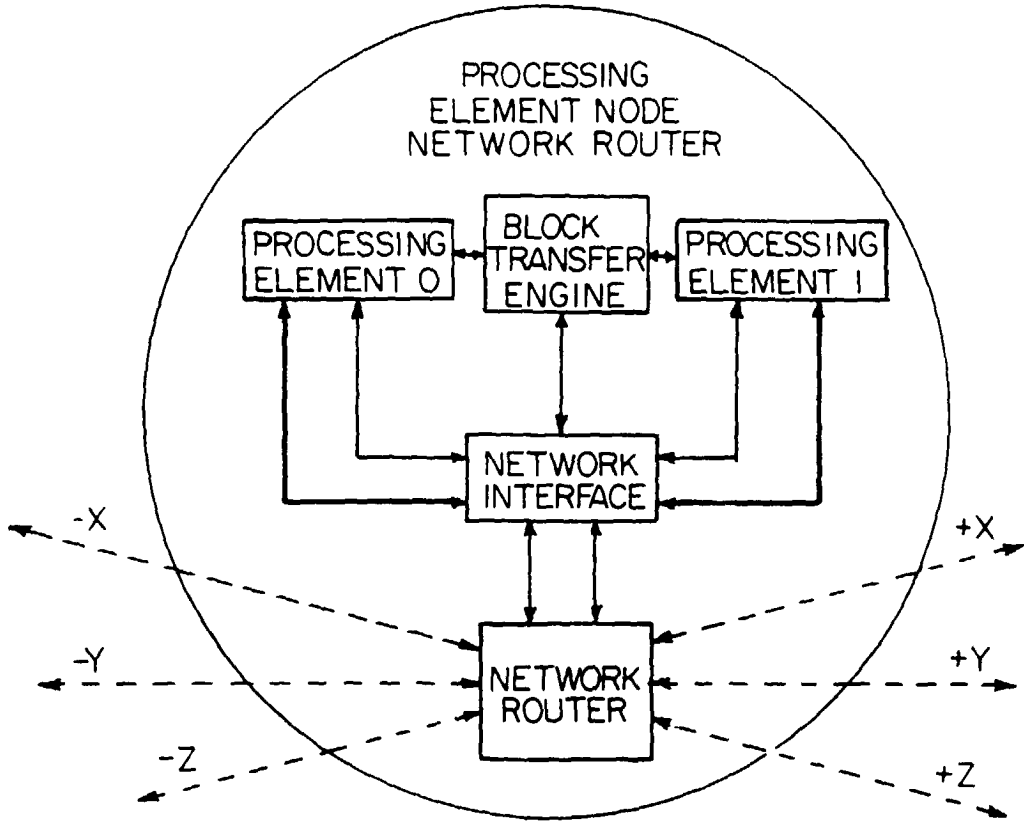 PROCESSING
ELEMENT NODE
NETWORK ROUTER
PROCESSING
ELEMENT 0
BLOCK
TRANSFER
ENGINE
PROCESSING
ELEMENT 1
NETWORK
INTERFACE
-X
+X
-Y
+Y
NETWORK
ROUTER
-Z
+Z